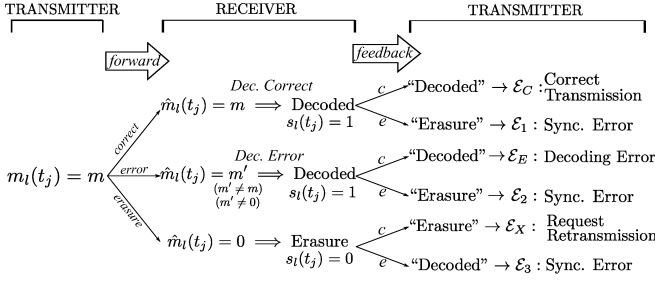 TRANSMITTER RECEIVER TRANSMITTER
forward feedback
Dec. Correct
correct m̂_l(t_j) = m ⟹ Decoded
s_l(t_j) = 1
c “Decoded” → ℰ_C : Correct Transmission
e “Erasure” → ℰ_1 : Sync. Error
Dec. Error
m_l(t_j) = m error m̂_l(t_j) = m′ ⟹ Decoded
(m′ ≠ m) s_l(t_j) = 1
(m′ ≠ 0)
c “Decoded” → ℰ_E : Decoding Error
e “Erasure” → ℰ_2 : Sync. Error
erasure m̂_l(t_j) = 0 ⟹ Erasure
s_l(t_j) = 0
c “Erasure” → ℰ_X : Request Retransmission
e “Decoded” → ℰ_3 : Sync. Error